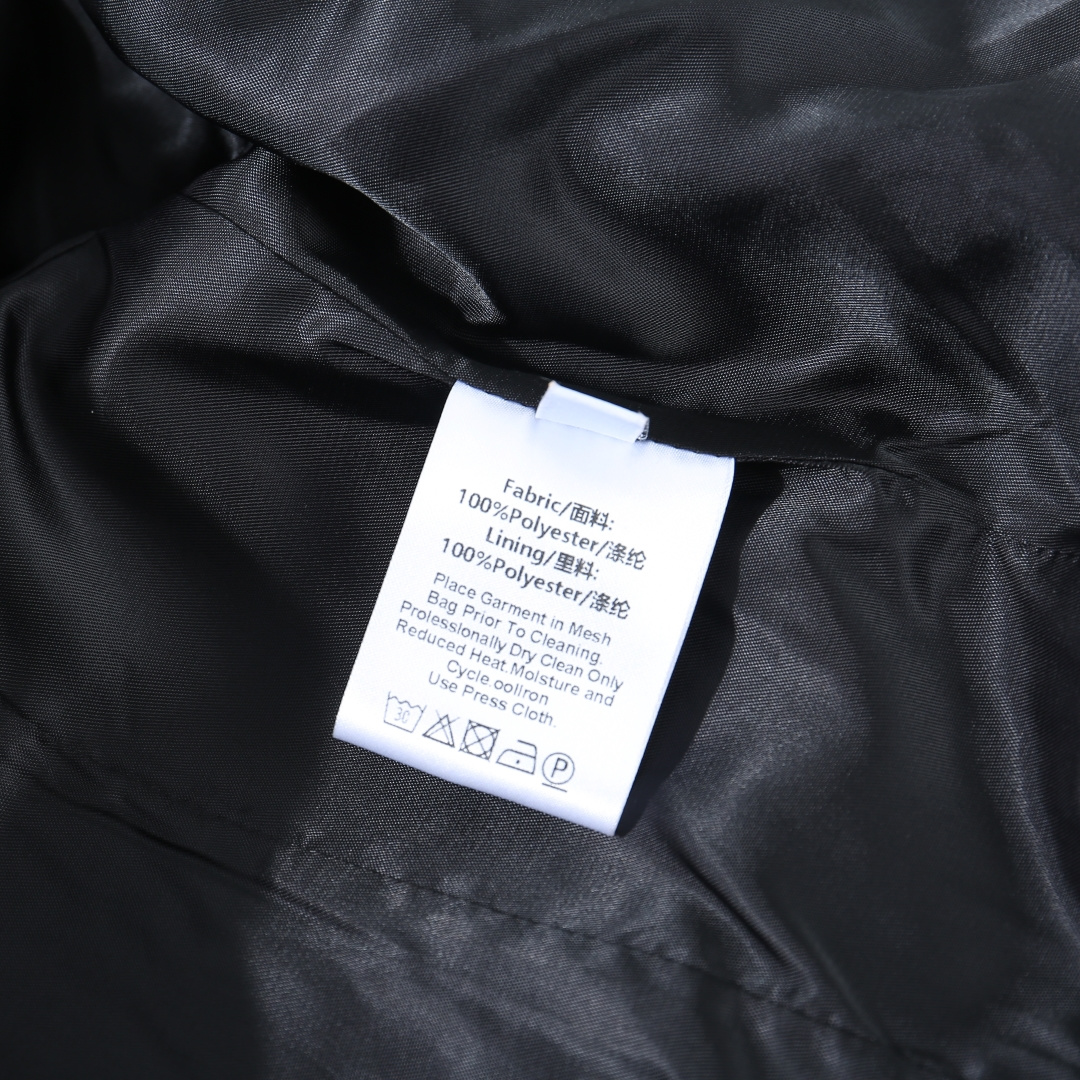 Fabric/面料:
100%Polyester/涤纶
Lining/里料:
100%Polyester/涤纶
Place Garment in Mesh
Bag Prior To Cleaning.
Prolessionally Dry Clean Only
Reduced Heat.Moisture and
Cycle.oolIron
Use Press Cloth.
30
P